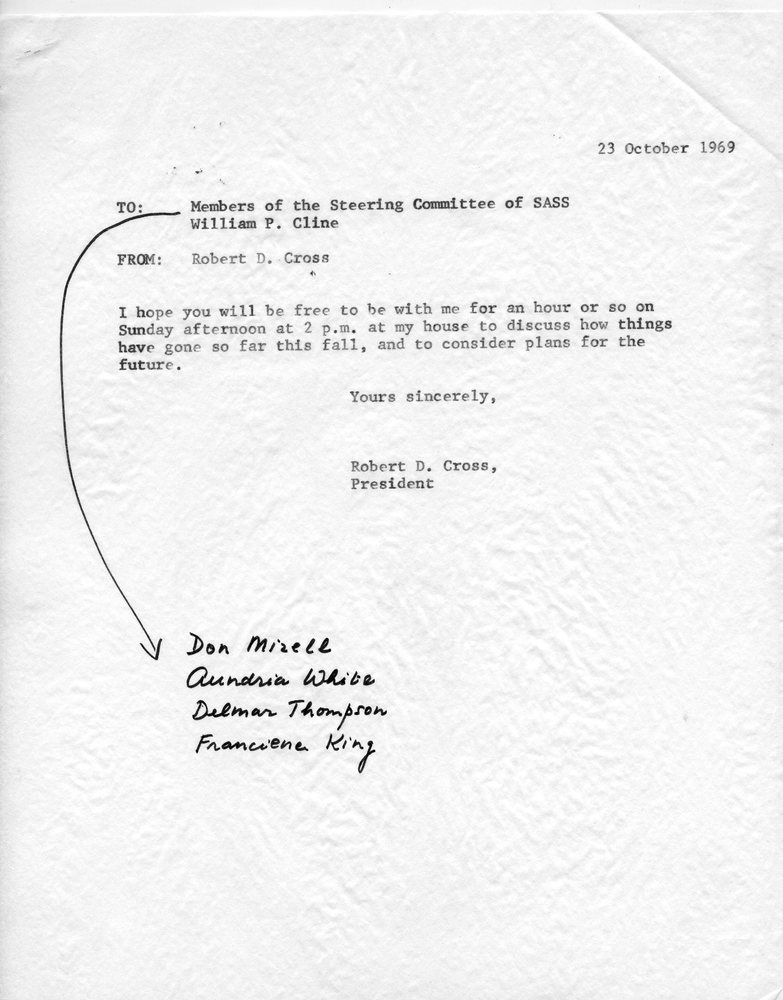 23 October 1969
TO: Members of the Steering Committee of SASS
William P. Cline
FROM: Robert D. Cross
I hope you will be free to be with me for an hour or so on
Sunday afternoon at 2 p.m. at my house to discuss how things
have gone so far this fall, and to consider plans for the
future.
Yours sincerely,
Robert D. Cross,
President
Don Mizell
Aundria White
Delmar Thompson
Franciena King